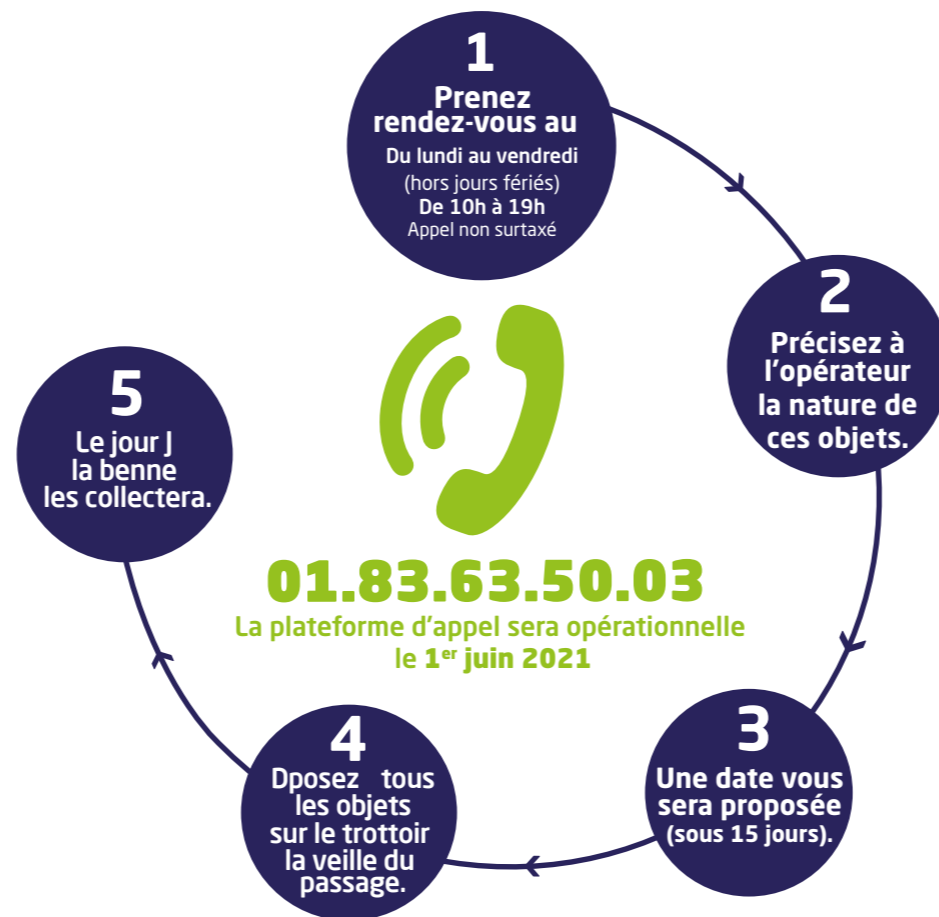 1
Prenez
rendez-vous au
Du lundi au vendredi
(hors jours fériés)
De 10h à 19h
Appel non surtaxé
2
Précisez à
l'opérateur
la nature de
ces objets.
3
Une date vous
sera proposée
(sous 15 jours).
4
Dposez tous
les objets
sur le trottoir
la veille du
passage.
5
Le jour J
la benne
les collectera.
01.83.63.50.03
La plateforme d'appel sera opérationnelle
le 1er juin 2021